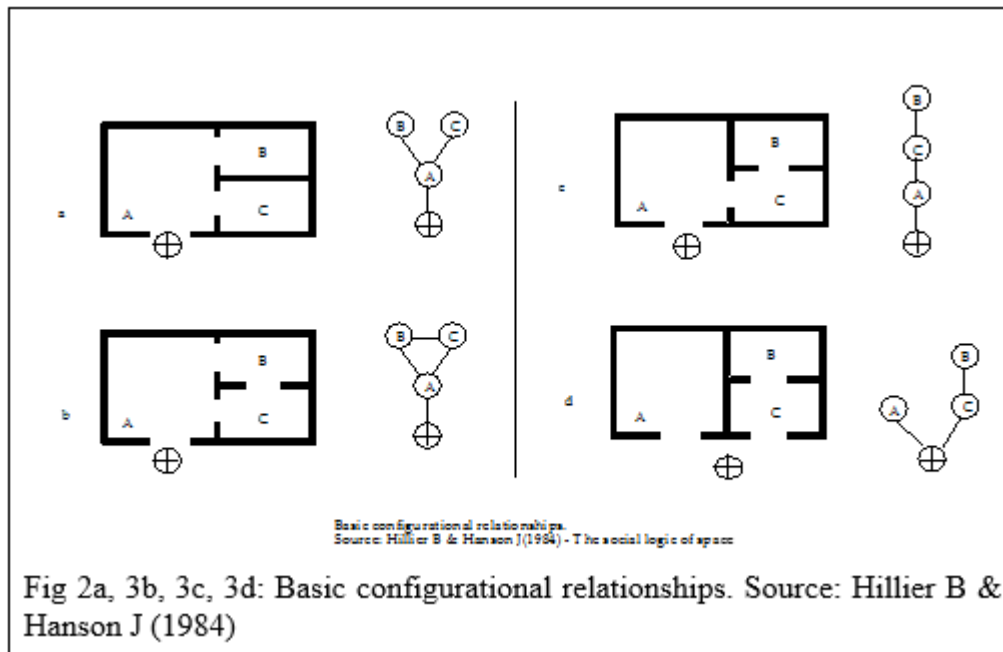 a
A
B
C
B
C
A
b
A
B
C
B
C
A
c
A
B
C
B
C
A
d
A
B
C
B
A
C
Basic configurational relationships.
Source: Hillier B & Hanson J (1984) - The social logic of space
Fig 2a, 3b, 3c, 3d: Basic configurational relationships. Source: Hillier B &
Hanson J (1984)